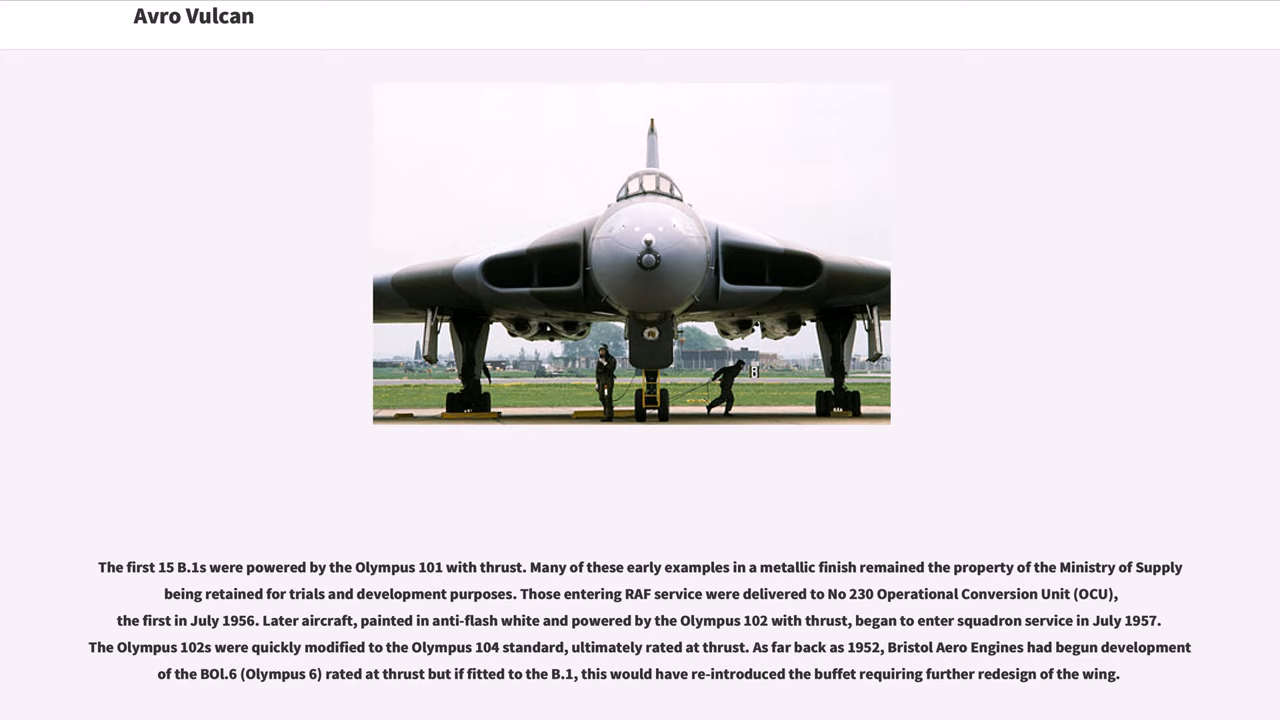 Avro Vulcan
8
The first 15 B.1s were powered by the Olympus 101 with thrust. Many of these early examples in a metallic finish remained the property of the Ministry of Supply
being retained for trials and development purposes. Those entering RAF service were delivered to No 230 Operational Conversion Unit (OCU),
the first in July 1956. Later aircraft, painted in anti-flash white and powered by the Olympus 102 with thrust, began to enter squadron service in July 1957.
The Olympus 102s were quickly modified to the Olympus 104 standard, ultimately rated at thrust. As far back as 1952, Bristol Aero Engines had begun development
of the BOl.6 (Olympus 6) rated at thrust but if fitted to the B.1, this would have re-introduced the buffet requiring further redesign of the wing.